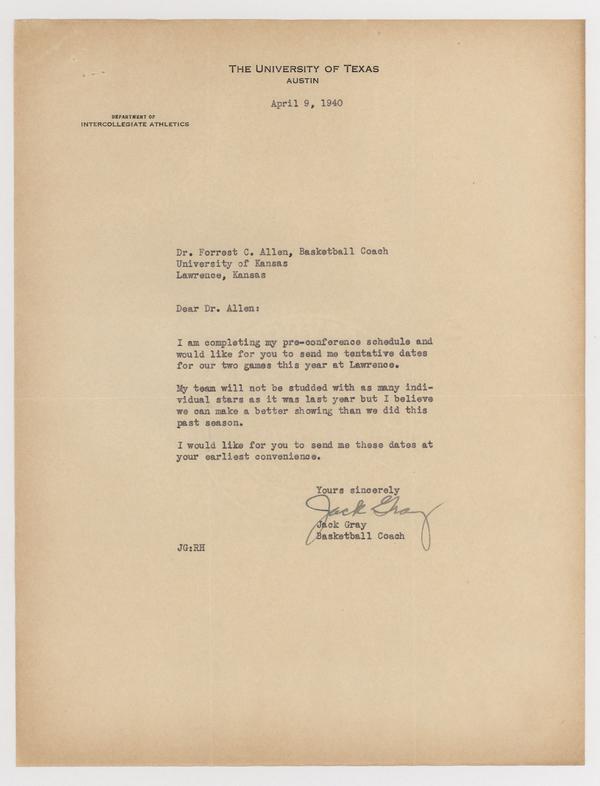 THE UNIVERSITY OF TEXAS
AUSTIN
April 9, 1940
DEPARTMENT OF
INTERCOLLEGIATE ATHLETICS
Dr. Forrest C. Allen, Basketball Coach
University of Kansas
Lawrence, Kansas
Dear Dr. Allen:
I am completing my pre-conference schedule and
would like for you to send me tentative dates
for our two games this year at Lawrence.
My team will not be studded with as many indi-
vidual stars as it was last year but I believe
we can make a better showing than we did this
past season.
I would like for you to send me these dates at
your earliest convenience.
Yours sincerely
Jack Gray
Jack Gray
Basketball Coach
JG:RH